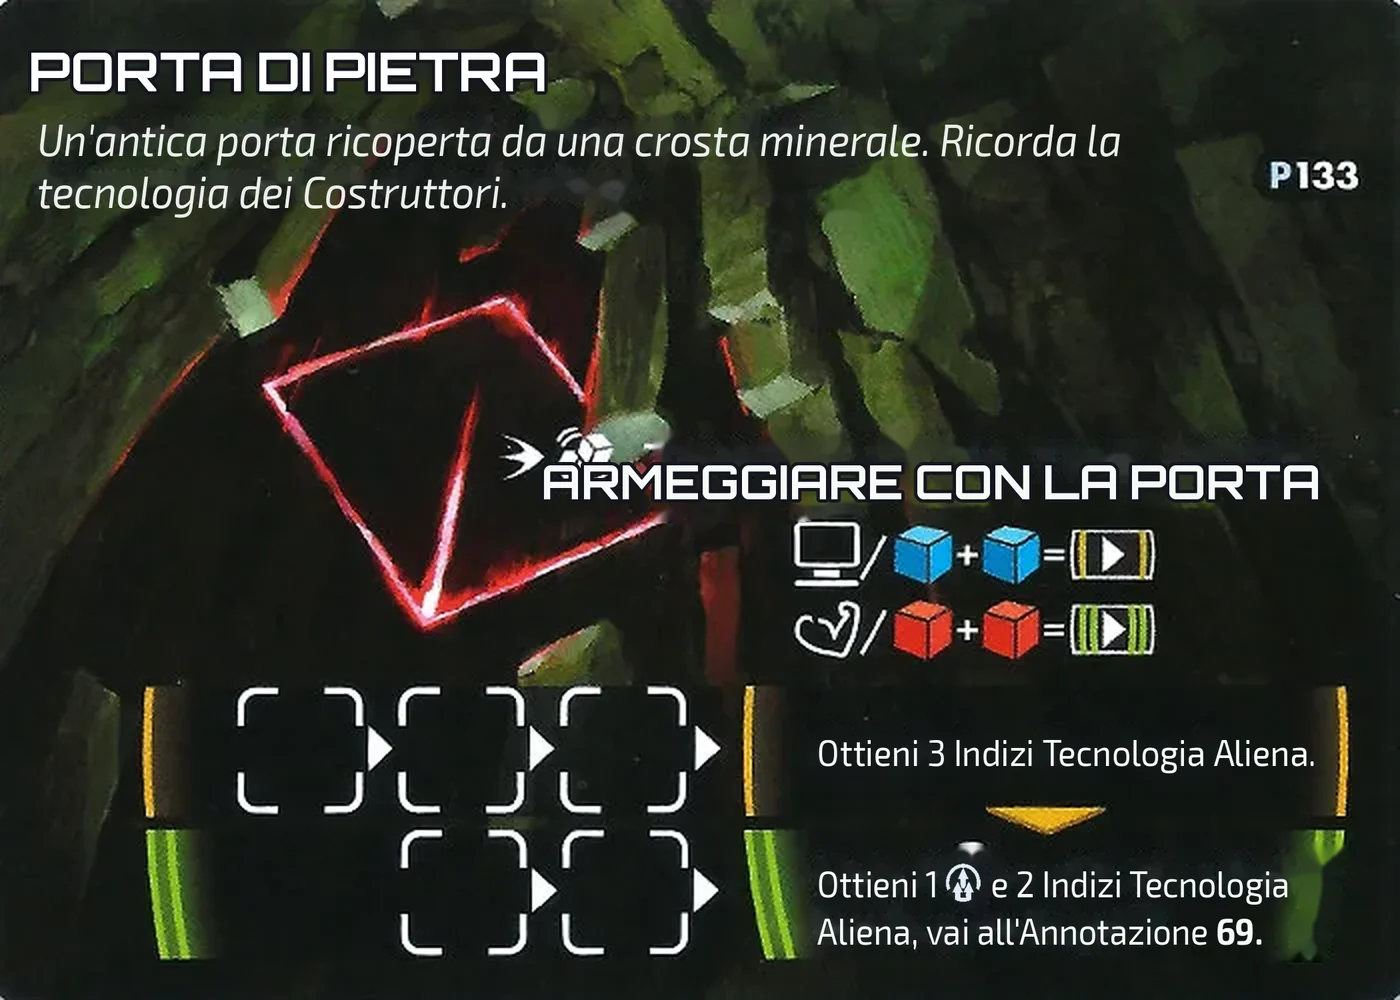 PORTA DI PIETRA
Un'antica porta ricoperta da una crosta minerale. Ricorda la
tecnologia dei Costruttori.
P133
ARMEGGIARE CON LA PORTA
/ + =
/ + =
Ottieni 3 Indizi Tecnologia Aliena.
Ottieni 1 e 2 Indizi Tecnologia
Aliena, vai all'Annotazione 69.